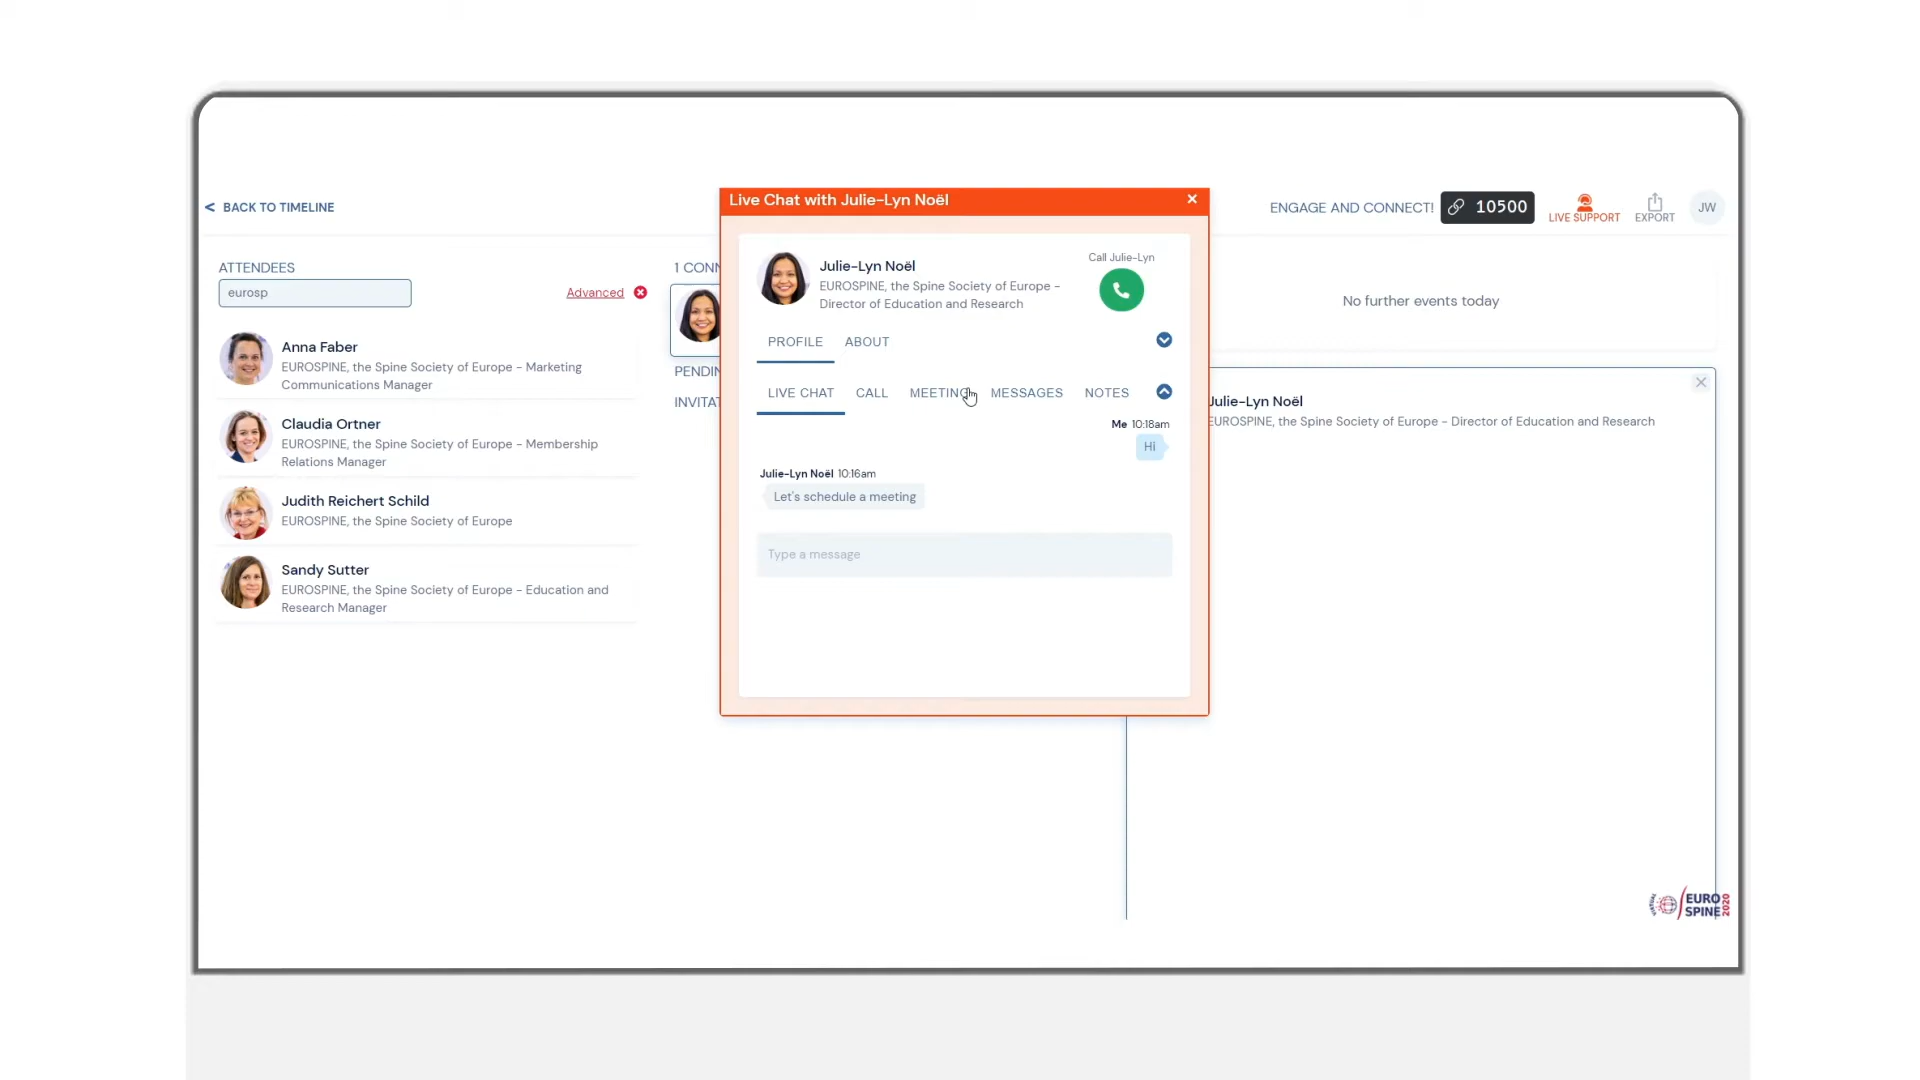 < BACK TO TIMELINE
ENGAGE AND CONNECT!
10500
LIVE SUPPORT
EXPORT
JW
ATTENDEES
eurosp
Advanced
Anna Faber
EUROSPINE, the Spine Society of Europe - Marketing
Communications Manager
Claudia Ortner
EUROSPINE, the Spine Society of Europe - Membership
Relations Manager
Judith Reichert Schild
EUROSPINE, the Spine Society of Europe
Sandy Sutter
EUROSPINE, the Spine Society of Europe - Education and
Research Manager
1 CONN
PENDIN
INVITAT
Live Chat with Julie-Lyn Noël
Julie-Lyn Noël
EUROSPINE, the Spine Society of Europe -
Director of Education and Research
Call Julie-Lyn
PROFILE ABOUT
LIVE CHAT CALL MEETING MESSAGES NOTES
Me 10:18am
Hi
Julie-Lyn Noël 10:16am
Let's schedule a meeting
Type a message
No further events today
Julie-Lyn Noël
EUROSPINE, the Spine Society of Europe - Director of Education and Research
EURO
SPINE 2020